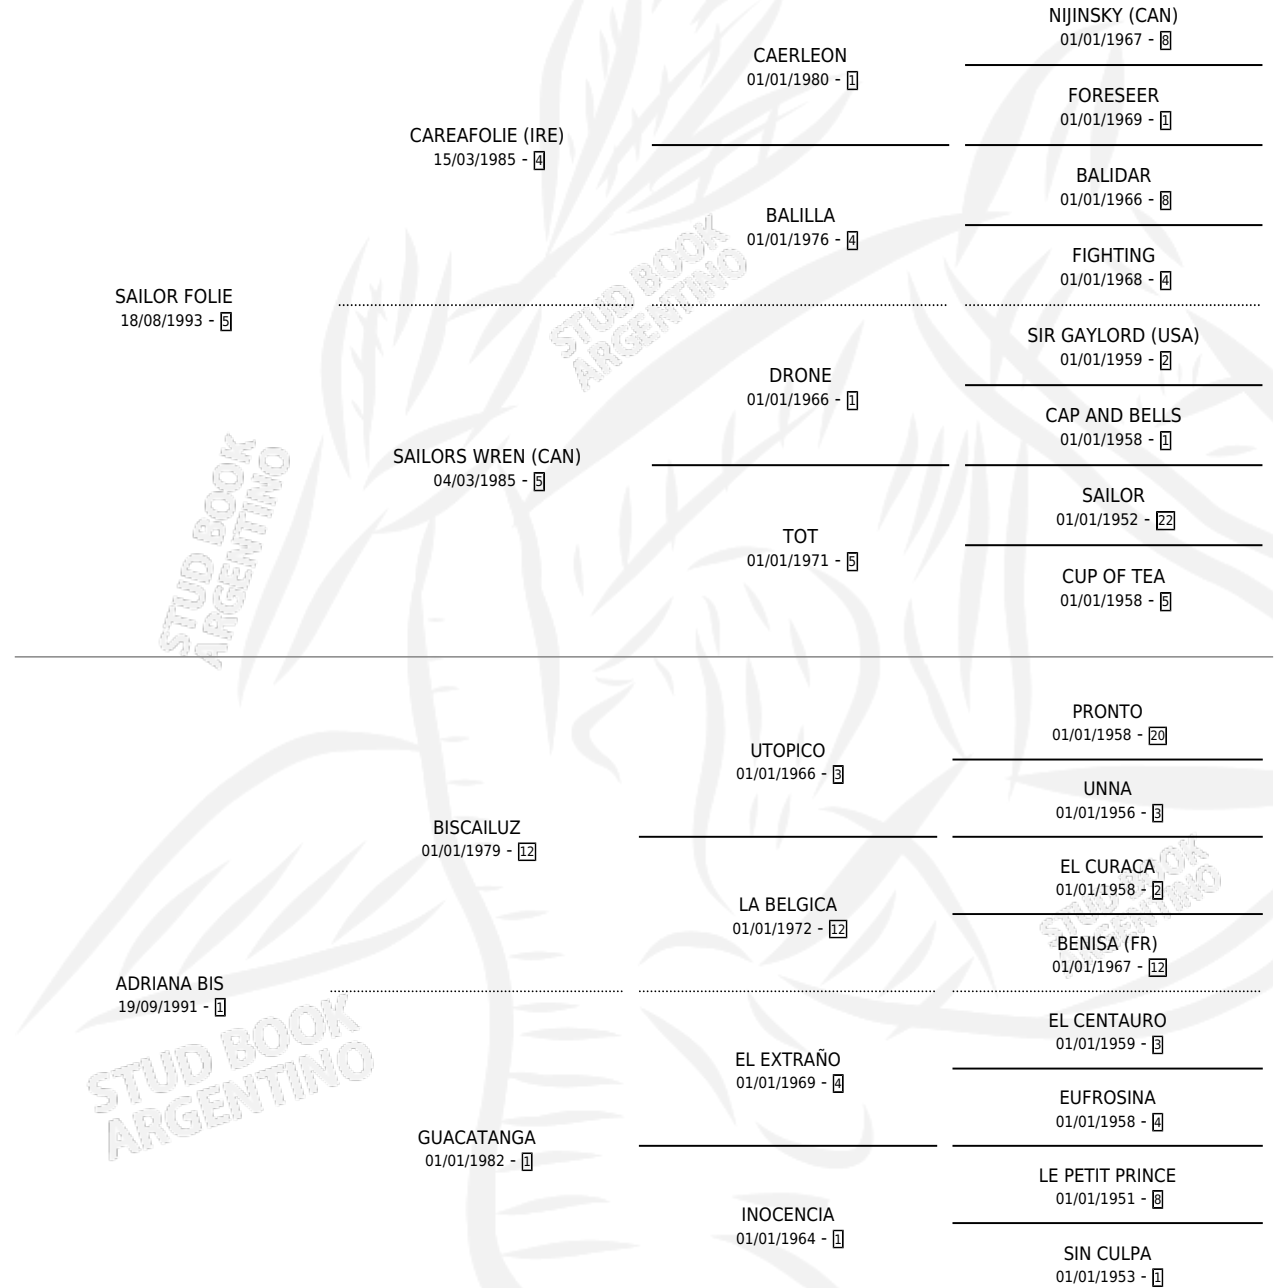 NIJINSKY (CAN)
01/01/1967 - 8
CAERLEON
01/01/1980 - 1
FORESEER
01/01/1969 - 1
CAREAFOLIE (IRE)
15/03/1985 - 4
BALIDAR
01/01/1966 - 8
BALILLA
01/01/1976 - 4
FIGHTING
01/01/1968 - 4
SAILOR FOLIE
18/08/1993 - 5
STUD BOOK
ARGENTINO
SIR GAYLORD (USA)
01/01/1959 - 2
DRONE
01/01/1966 - 1
CAP AND BELLS
01/01/1958 - 1
SAILORS WREN (CAN)
04/03/1985 - 5
SAILOR
01/01/1952 - 22
TOT
01/01/1971 - 5
CUP OF TEA
01/01/1958 - 5
STUD BOOK
ARGENTINO
PRONTO
01/01/1958 - 20
UTOPICO
01/01/1966 - 3
UNNA
01/01/1956 - 3
BISCAILUZ
01/01/1979 - 12
EL CURACA
01/01/1958 - 2
LA BELGICA
01/01/1972 - 12
BENISA (FR)
01/01/1967 - 12
STUD BOOK
ARGENTINO
ADRIANA BIS
19/09/1991 - 1
EL CENTAURO
01/01/1959 - 3
EL EXTRAÑO
01/01/1969 - 4
EUFROSINA
01/01/1958 - 4
STUD BOOK
ARGENTINO
GUACATANGA
01/01/1982 - 1
LE PETIT PRINCE
01/01/1951 - 8
INOCENCIA
01/01/1964 - 1
SIN CULPA
01/01/1953 - 1